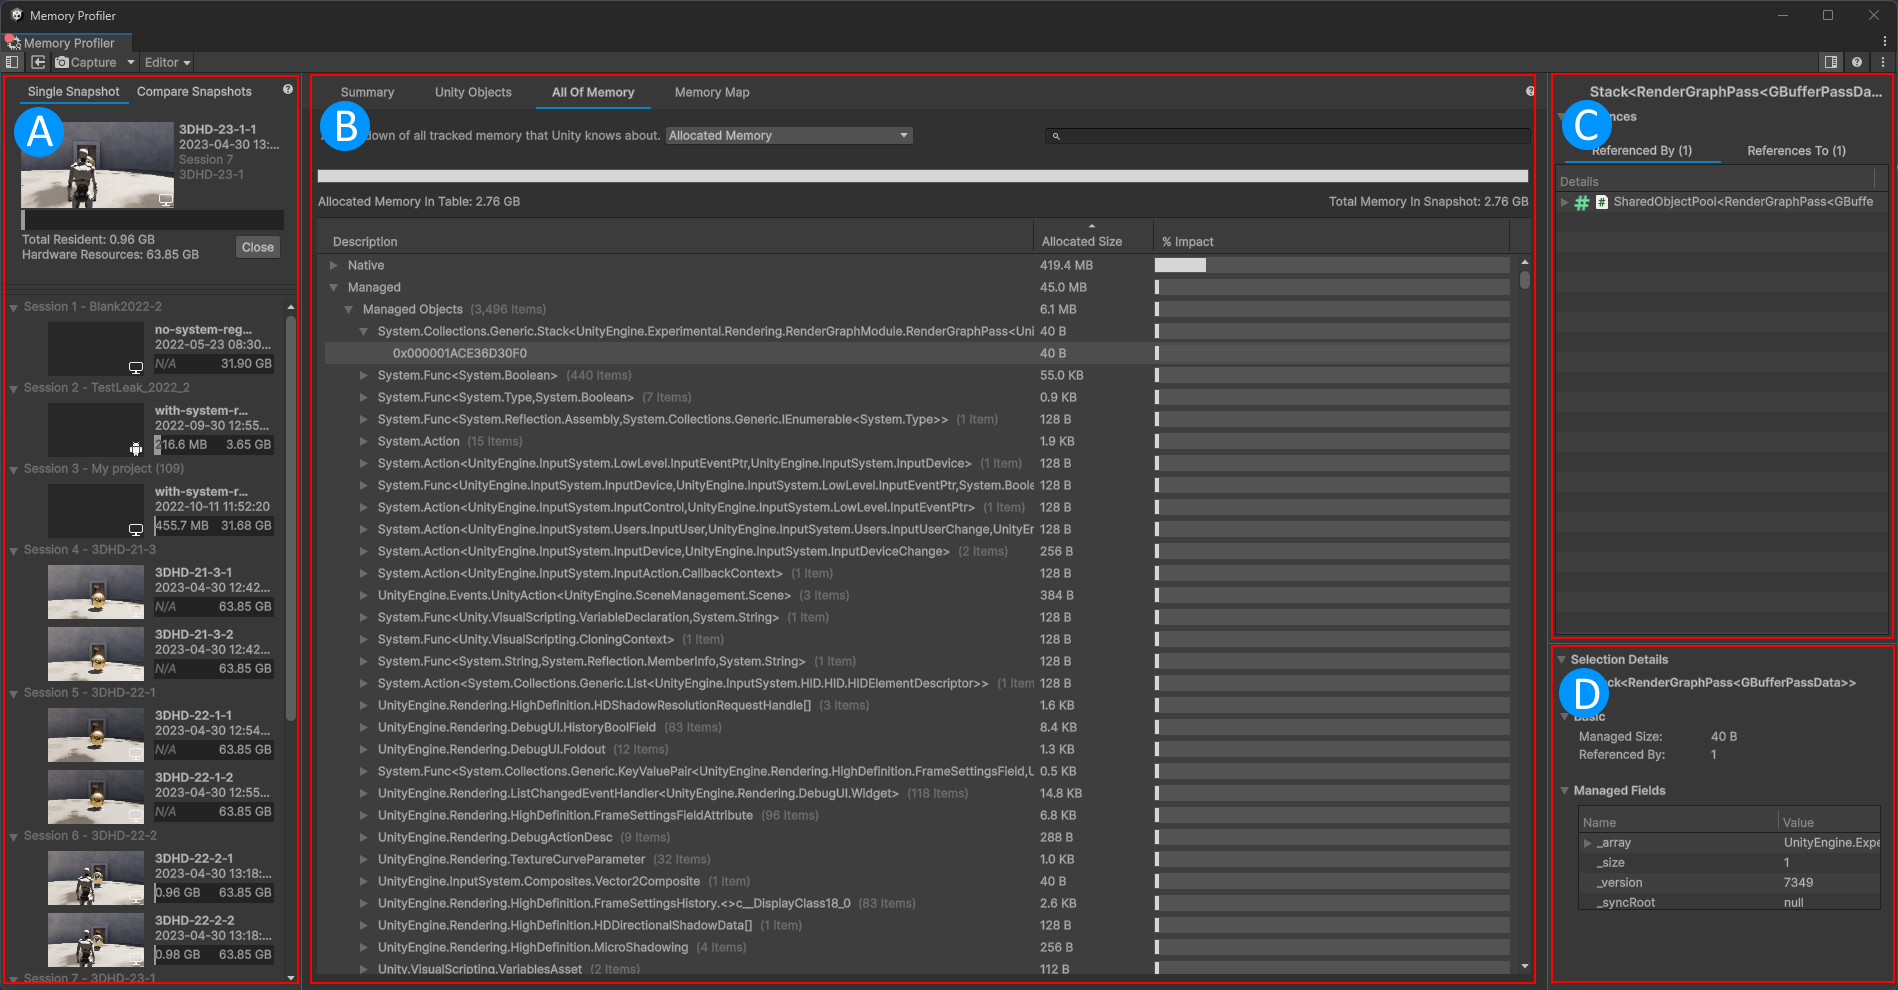 Memory Profiler
Memory Profiler
Capture
Editor
Single Snapshot
Compare Snapshots
A
3DHD-23-1-1
2023-04-30 13:...
Session 7
3DHD-23-1
Total Resident: 0.96 GB
Hardware Resources: 63.85 GB
Close
Session 1 - Blank2022-2
no-system-reg...
2022-05-23 08:30...
N/A 31.90 GB
Session 2 - TestLeak_2022_2
with-system-r...
2022-09-30 12:55...
216.6 MB 3.65 GB
Session 3 - My project (109)
with-system-r...
2022-10-11 11:52:20
455.7 MB 31.68 GB
Session 4 - 3DHD-21-3
3DHD-21-3-1
2023-04-30 12:42...
N/A 63.85 GB
3DHD-21-3-2
2023-04-30 12:42...
N/A 63.85 GB
Session 5 - 3DHD-22-1
3DHD-22-1-1
2023-04-30 12:54...
N/A 63.85 GB
3DHD-22-1-2
2023-04-30 12:55...
N/A 63.85 GB
Session 6 - 3DHD-22-2
3DHD-22-2-1
2023-04-30 13:18:...
0.96 GB 63.85 GB
3DHD-22-2-2
2023-04-30 13:18:...
0.98 GB 63.85 GB
Session 7 - 3DHD-23-1
Summary
Unity Objects
All Of Memory
Memory Map
B
down of all tracked memory that Unity knows about. Allocated Memory
Allocated Memory In Table: 2.76 GB
Total Memory In Snapshot: 2.76 GB
Description Allocated Size % Impact
Native 419.4 MB
Managed 45.0 MB
Managed Objects (3,496 Items) 6.1 MB
System.Collections.Generic.Stack<UnityEngine.Experimental.Rendering.RenderGraphModule.RenderGraphPass<Uni 40 B
0x000001ACE36D30F0 40 B
System.Func<System.Boolean> (440 Items) 55.0 KB
System.Func<System.Type,System.Boolean> (7 Items) 0.9 KB
System.Func<System.Reflection.Assembly,System.Collections.Generic.IEnumerable<System.Type>> (1 Item) 128 B
System.Action (15 Items) 1.9 KB
System.Action<UnityEngine.InputSystem.LowLevel.InputEventPtr,UnityEngine.InputSystem.InputDevice> (1 Item) 128 B
System.Func<UnityEngine.InputSystem.InputDevice,UnityEngine.InputSystem.LowLevel.InputEventPtr,System.Boole 128 B
System.Action<UnityEngine.InputSystem.InputControl,UnityEngine.InputSystem.LowLevel.InputEventPtr> (1 Item) 128 B
System.Action<UnityEngine.InputSystem.Users.InputUser,UnityEngine.InputSystem.Users.InputUserChange,UnityEr 128 B
System.Action<UnityEngine.InputSystem.InputDevice,UnityEngine.InputSystem.InputDeviceChange> (2 Items) 256 B
System.Action<UnityEngine.InputSystem.InputAction.CallbackContext> (1 Item) 128 B
UnityEngine.Events.UnityAction<UnityEngine.SceneManagement.Scene> (3 Items) 384 B
System.Func<Unity.VisualScripting.VariableDeclaration,System.String> (1 Item) 128 B
System.Func<Unity.VisualScripting.CloningContext> (1 Item) 128 B
System.Func<System.String,System.Reflection.MemberInfo,System.String> (1 Item) 128 B
System.Action<System.Collections.Generic.List<UnityEngine.InputSystem.HID.HID.HIDElementDescriptor>> (1 Item 128 B
UnityEngine.Rendering.HighDefinition.HDShadowResolutionRequestHandle[] (3 Items) 1.6 KB
UnityEngine.Rendering.DebugUI.HistoryBoolField (83 Items) 8.4 KB
UnityEngine.Rendering.DebugUI.Foldout (12 Items) 1.3 KB
System.Func<System.Collections.Generic.KeyValuePair<UnityEngine.Rendering.HighDefinition.FrameSettingsField,U 0.5 KB
UnityEngine.Rendering.ListChangedEventHandler<UnityEngine.Rendering.DebugUI.Widget> (118 Items) 14.8 KB
UnityEngine.Rendering.HighDefinition.FrameSettingsFieldAttribute (96 Items) 6.8 KB
UnityEngine.Rendering.DebugActionDesc (9 Items) 288 B
UnityEngine.Rendering.TextureCurveParameter (32 Items) 1.0 KB
UnityEngine.InputSystem.Composites.Vector2Composite (1 Item) 40 B
UnityEngine.Rendering.HighDefinition.FrameSettingsHistory.<>c__DisplayClass18_0 (83 Items) 2.6 KB
UnityEngine.Rendering.HighDefinition.HDDirectionalShadowData[] (1 Item) 128 B
UnityEngine.Rendering.HighDefinition.MicroShadowing (4 Items) 256 B
Unity.VisualScripting.VariablesAsset (2 Items) 112 B
Stack<RenderGraphPass<GBufferPassDa...
C
nces
Referenced By (1)
References To (1)
Details
SharedObjectPool<RenderGraphPass<GBuffe
Selection Details
D
ck<RenderGraphPass<GBufferPassData>>
Basic
Managed Size: 40 B
Referenced By: 1
Managed Fields
Name Value
_array UnityEngine.Expe
_size 1
_version 7349
_syncRoot null